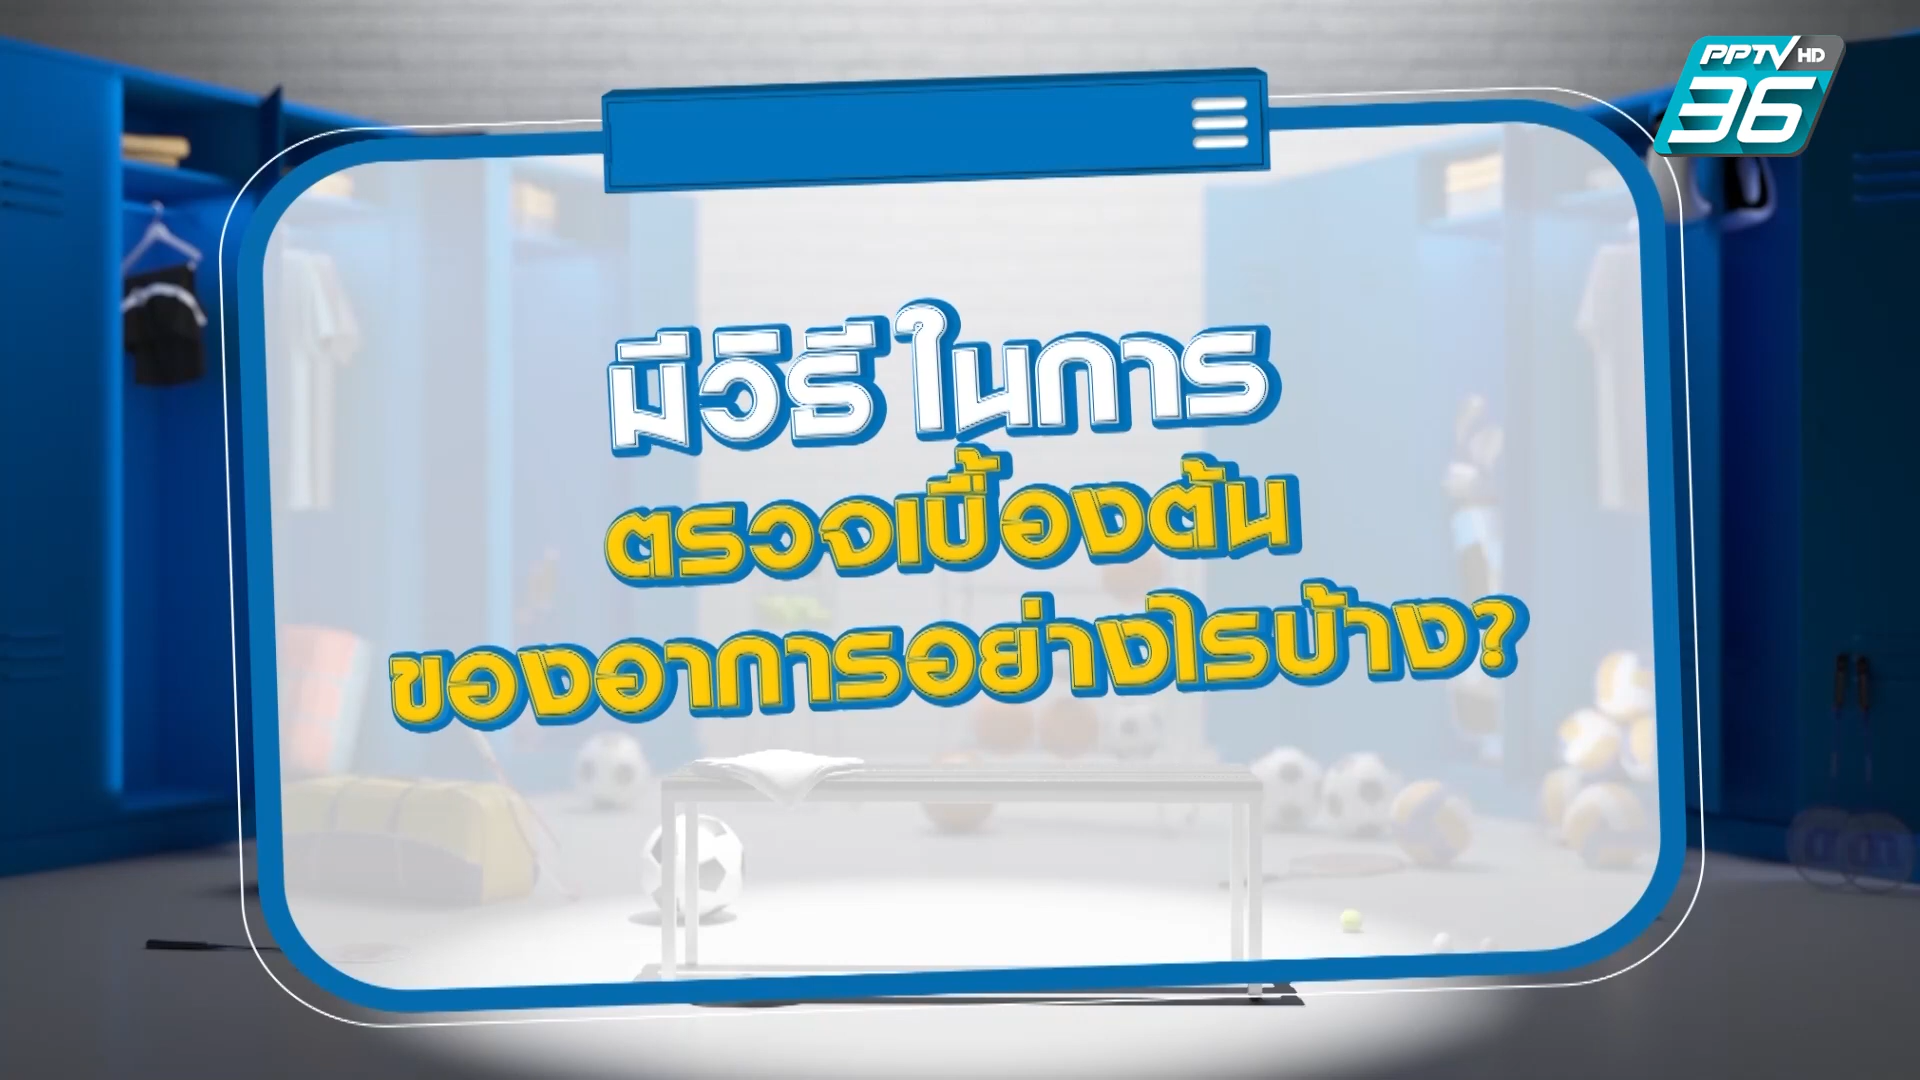 PPTV HD
36
มีวิธีในการ
ตรวจเบื้องต้น
ของอาการอย่างไรบ้าง?